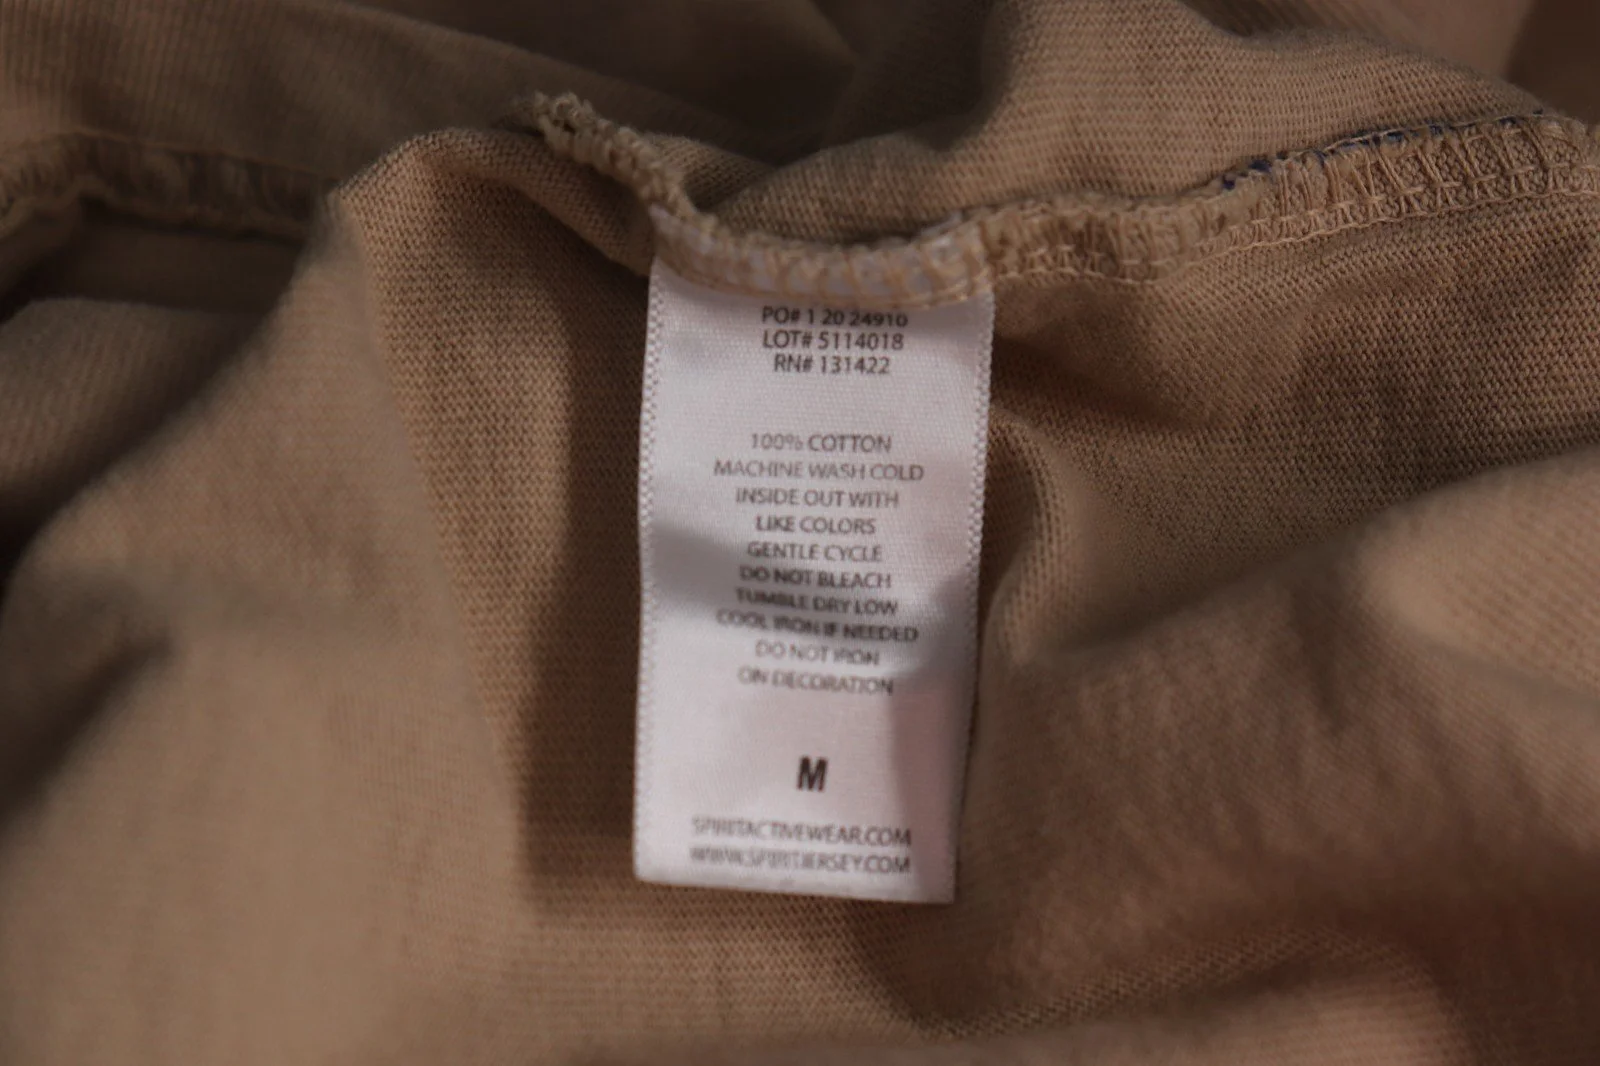 PO# 1 20 24910
LOT# 5114018
RN# 131422
100% COTTON
MACHINE WASH COLD
INSIDE OUT WITH
LIKE COLORS
GENTLE CYCLE
DO NOT BLEACH
TUMBLE DRY LOW
COOL IRON IF NEEDED
DO NOT IRON
ON DECORATION
M
SPIRITACTIVEWEAR.COM
WWW.SPIRITJERSEY.COM